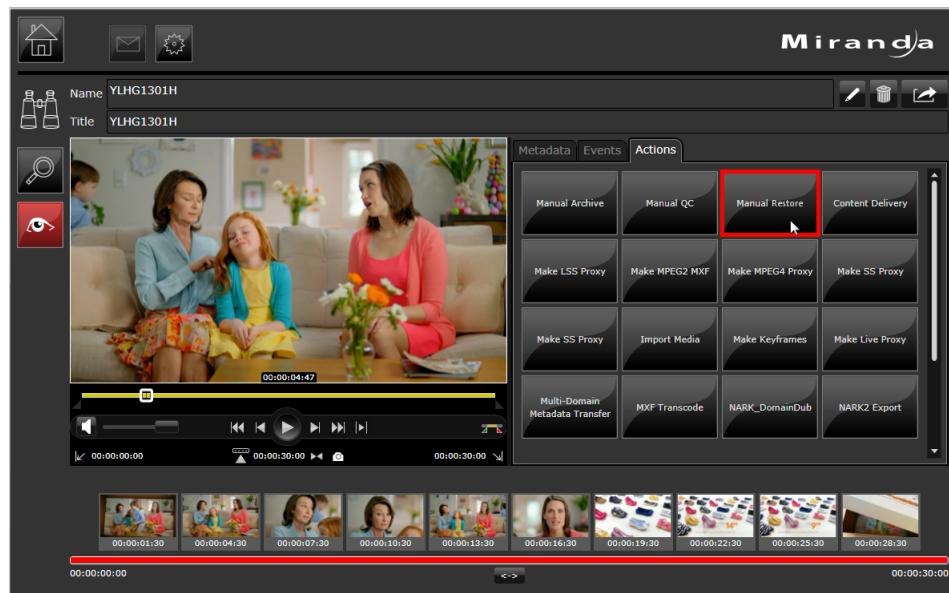 Miranda
Name YLHG1301H
Title YLHG1301H
Metadata Events Actions
Manual Archive Manual QC Manual Restore Content Delivery
Make LSS Proxy Make MPEG2 MXF Make MPEG4 Proxy Make SS Proxy
Make SS Proxy Import Media Make Keyframes Make Live Proxy
Multi-Domain
Metadata Transfer MXF Transcode NARK_DomainDub NARK2 Export
00:00:04:47
00:00:00:00 00:00:30:00 00:00:30:00
00:00:01:30 00:00:04:30 00:00:07:30 00:00:10:30 00:00:13:30 00:00:16:30 00:00:19:30 00:00:22:30 00:00:25:30 00:00:28:30
00:00:00:00 <-> 00:00:30:00